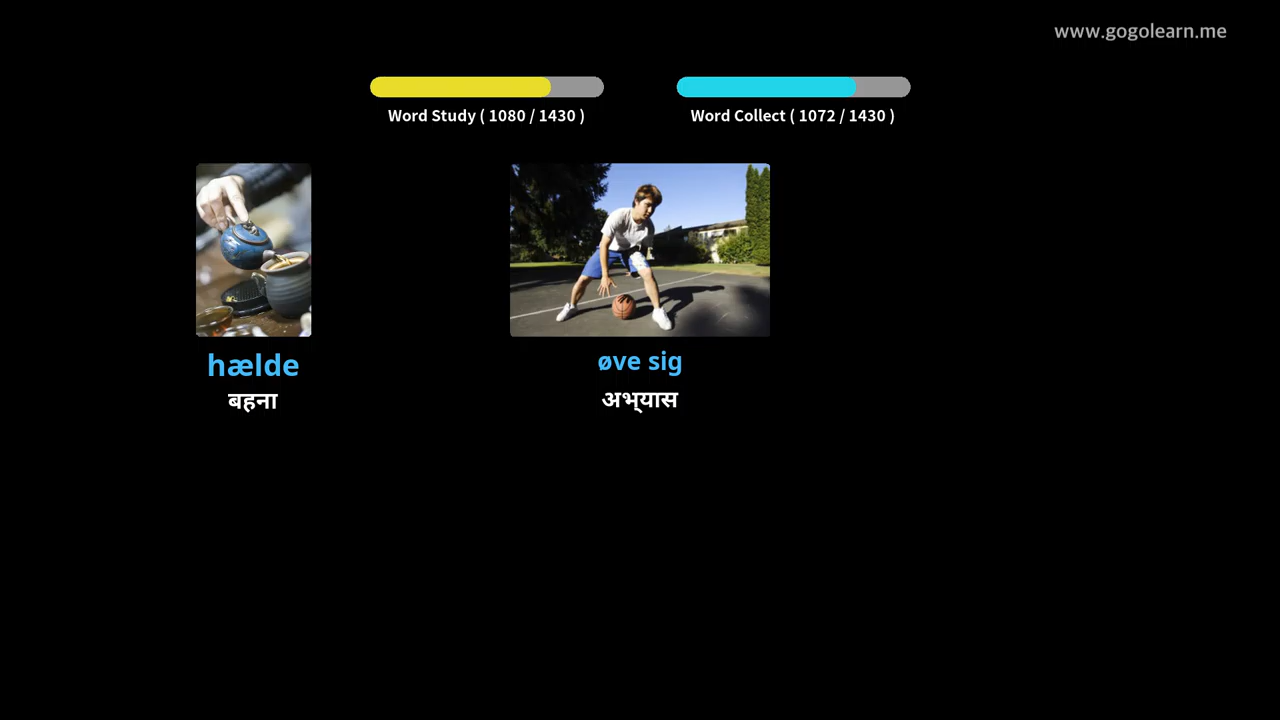 www.gogolearn.me
Word Study ( 1080 / 1430 )
Word Collect ( 1072 / 1430 )
hælde
बहना
øve sig
अभ्यास